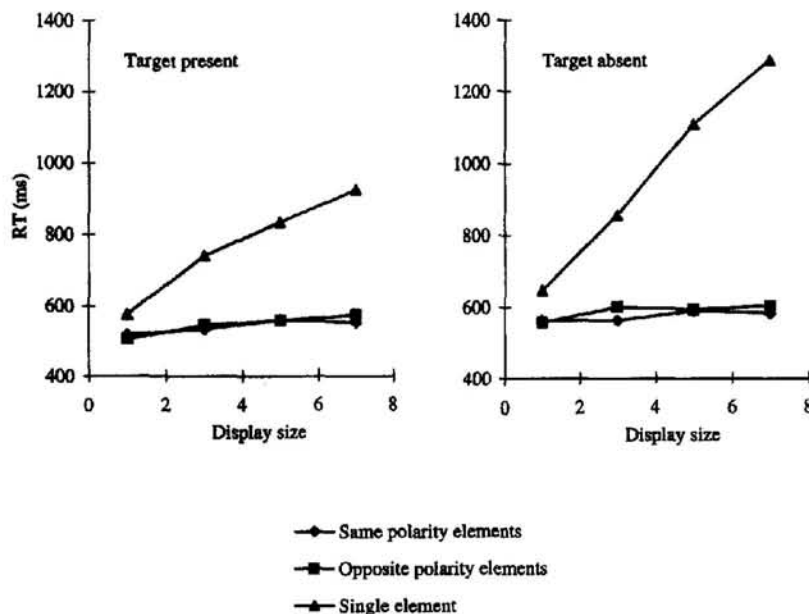 Target present
1400
1200
1000
800
600
400
RT (ms)
0 2 4 6 8
Display size
Target absent
1400
1200
1000
800
600
400
0 2 4 6 8
Display size
Same polarity elements
Opposite polarity elements
Single element